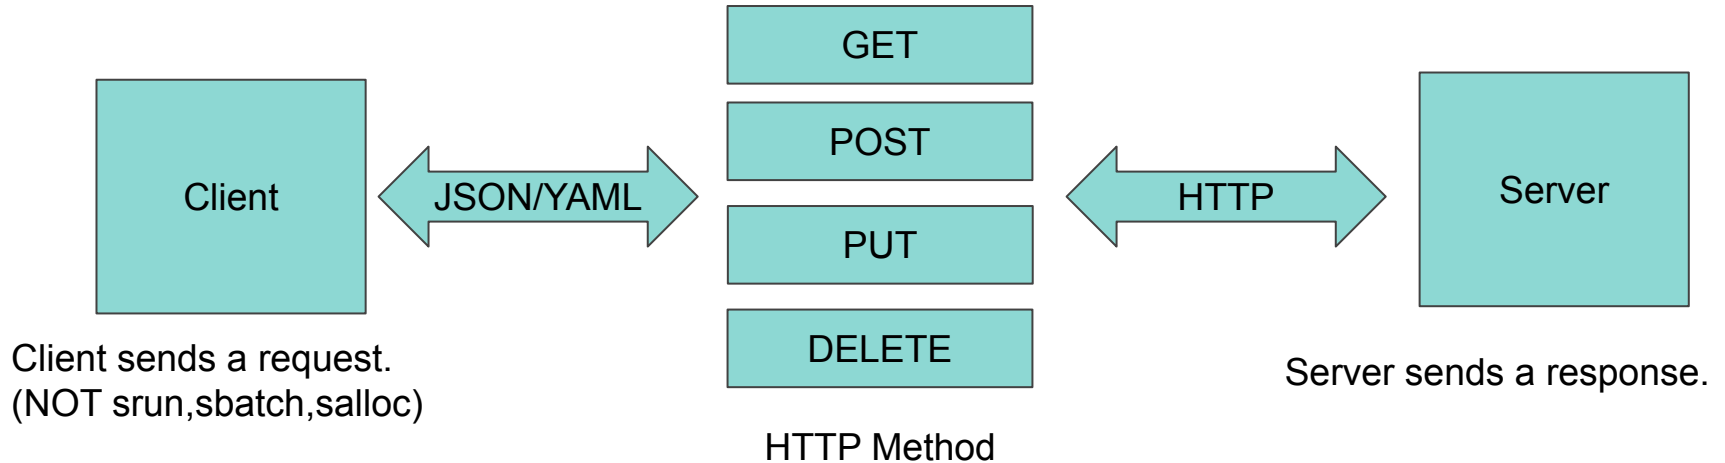 Client
Client sends a request.
(NOT srun,sbatch,salloc)
JSON/YAML
GET
POST
PUT
DELETE
HTTP Method
HTTP
Server
Server sends a response.